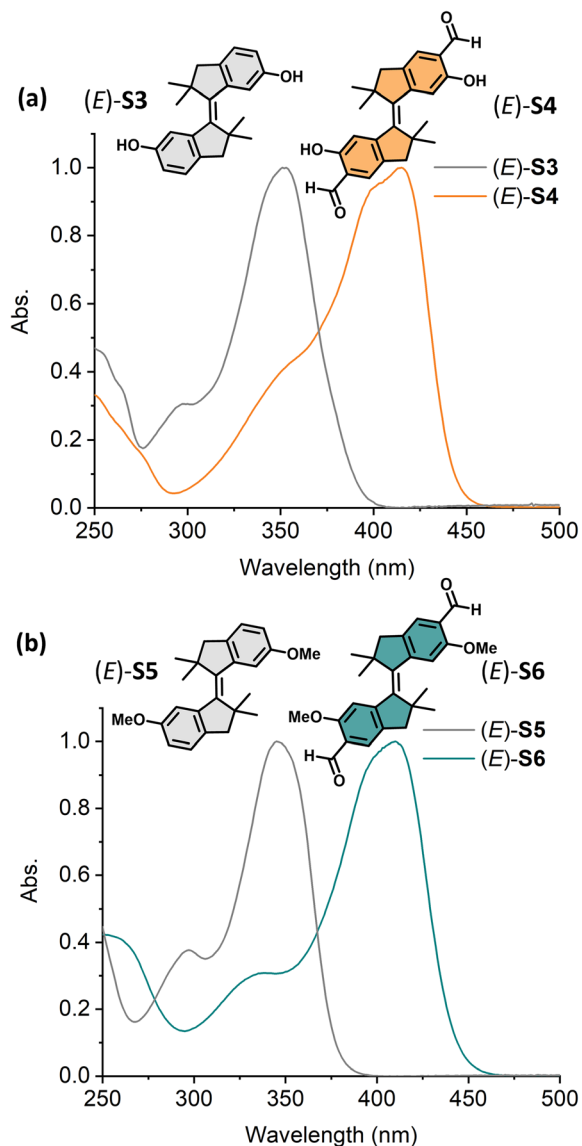 (a)
(E)-S3
OH
HO
O
H
OH
HO
H
O
(E)-S4
(E)-S3
(E)-S4
1.0
0.8
0.6
0.4
0.2
0.0
Abs.
250 300 350 400 450 500
Wavelength (nm)
(b)
(E)-S5
OMe
MeO
O
H
OMe
MeO
H
O
(E)-S6
(E)-S5
(E)-S6
1.0
0.8
0.6
0.4
0.2
0.0
Abs.
250 300 350 400 450 500
Wavelength (nm)